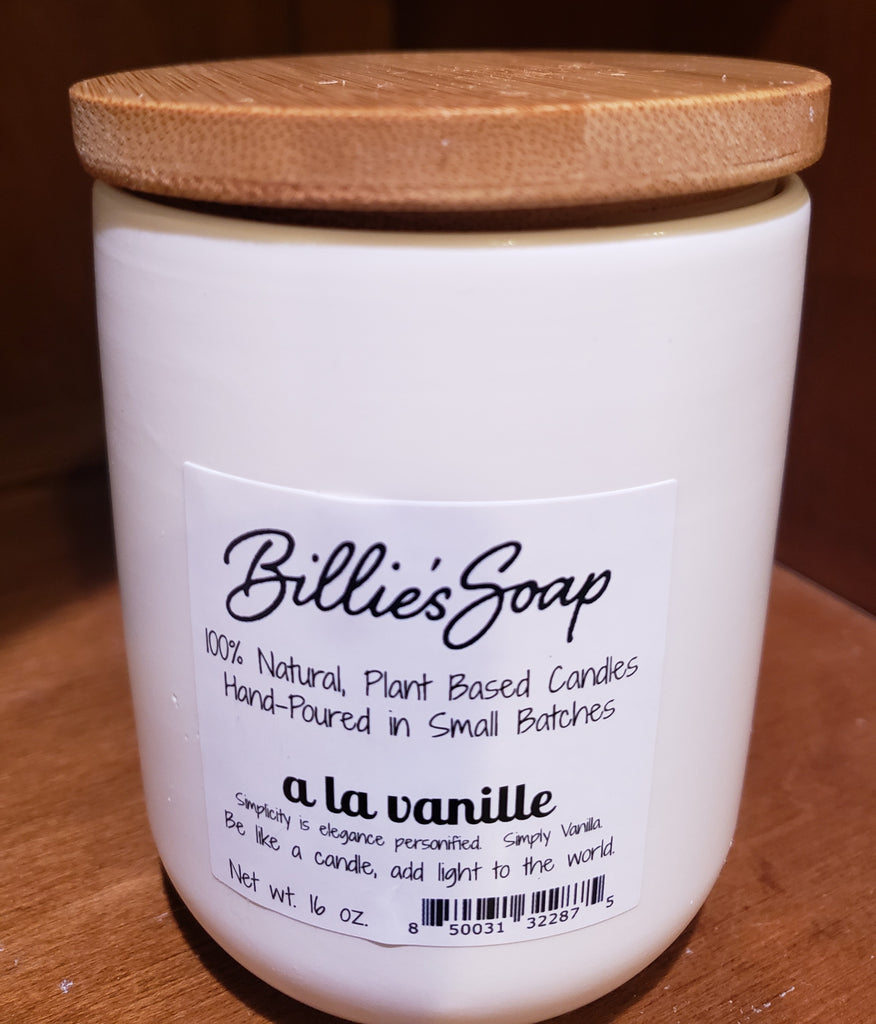 Billie's Soap
100% Natural, Plant Based Candles
Hand-Poured in Small Batches
a la vanille
Simplicity is elegance personified. Simply Vanilla.
Be like a candle, add light to the world.
Net wt. 16 oz.
8 50031 32287 5